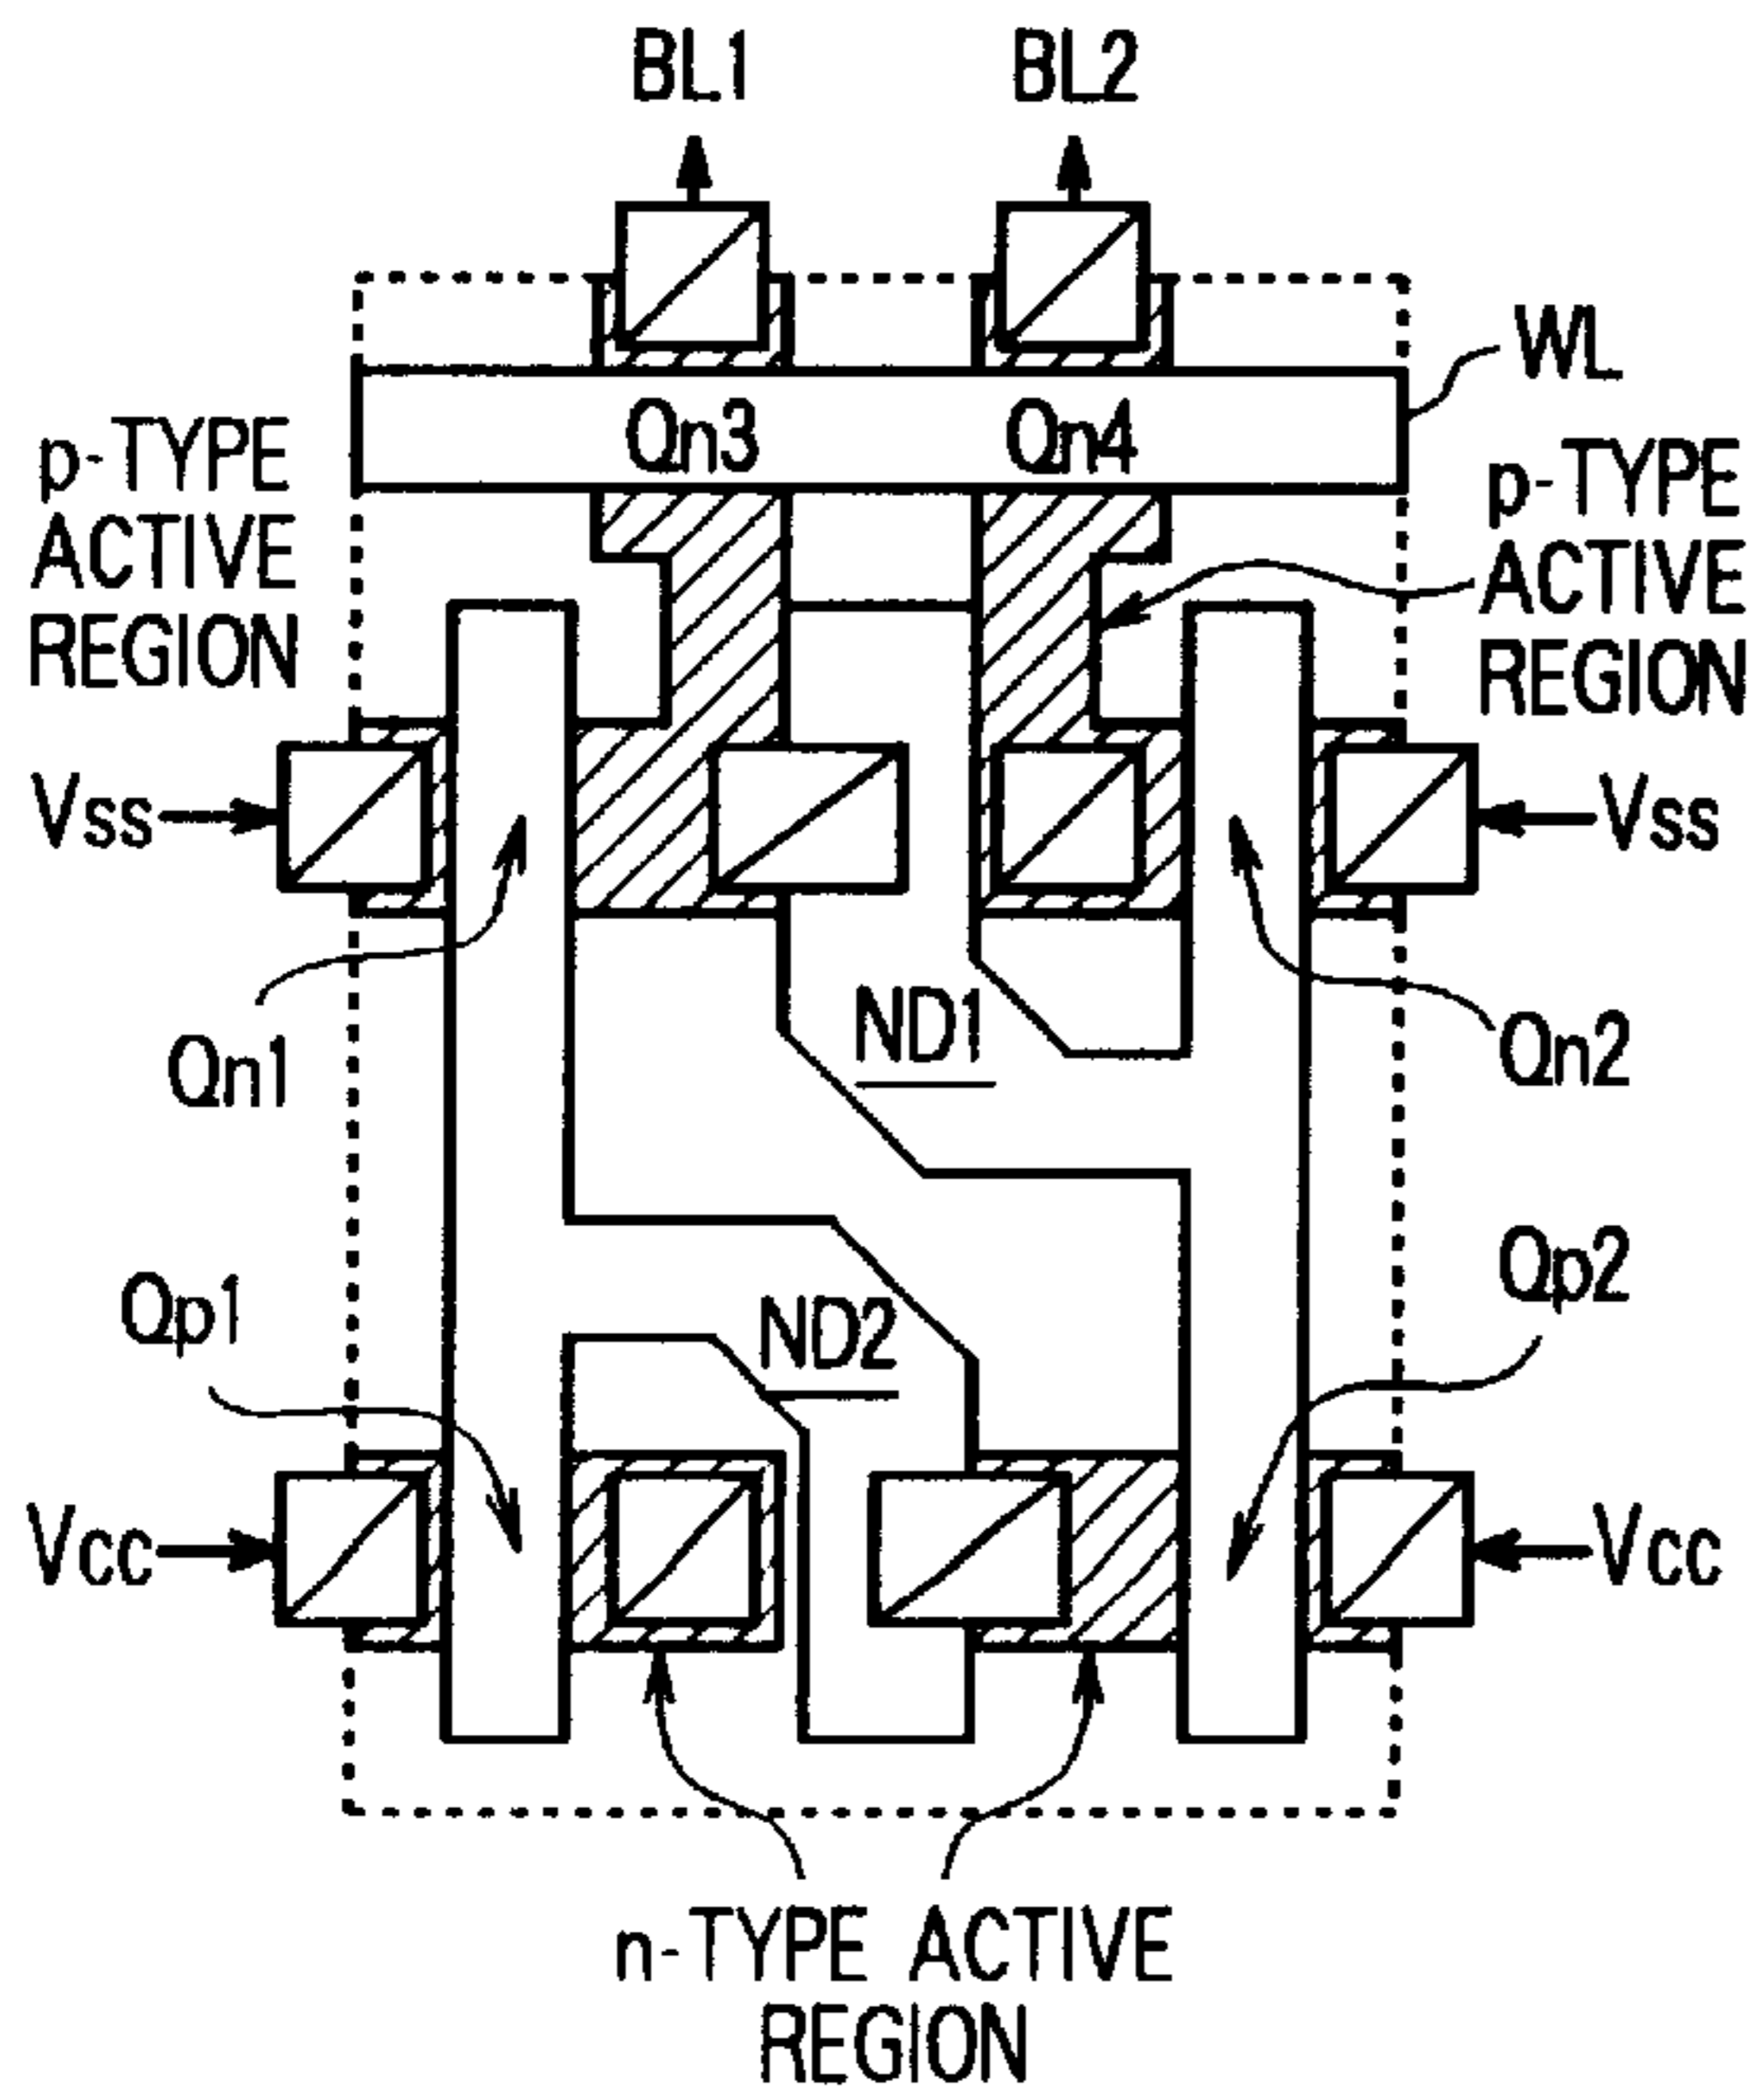 BL1
BL2
WL
Qn3
Qn4
p-TYPE
ACTIVE
REGION
p-TYPE
ACTIVE
REGION
Vss
Vss
ND1
Qn1
Qn2
Qp1
Qp2
ND2
Vcc
Vcc
n-TYPE ACTIVE
REGION